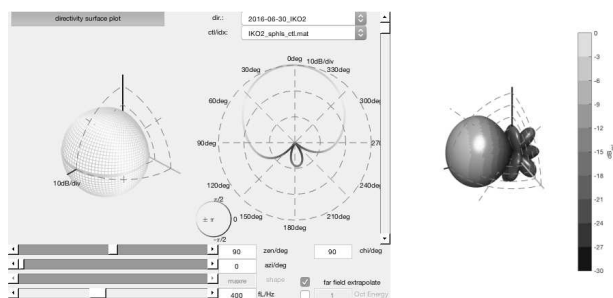 directivity surface plot
dir.: 2016-06-30_IKO2
ctl/idx: IKO2_sphls_ctl.mat
0deg 10dB/div
30deg 330deg
60deg 300deg
90deg 27
120deg 240deg
150deg 210deg
180deg
10dB/div
π/2
± π 0
-π/2
90 zen/deg 90 chi/deg
0 azi/deg
maxre shape far field extrapolate
400 fL/Hz 1 Oct Energy
0
-3
-6
-9
-12
-15
-18
-21
-24
-27
-30